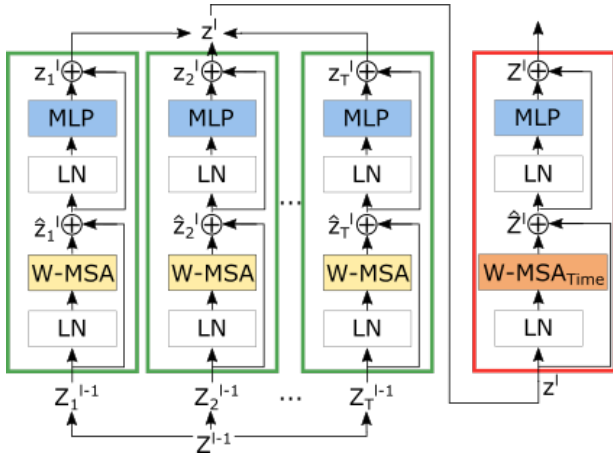 z^l
z_1^l z_2^l z_T^l Z^l
MLP MLP MLP MLP
LN LN LN LN
...
ẑ_1^l ẑ_2^l ẑ_T^l Ẑ^l
W-MSA W-MSA W-MSA W-MSA_Time
LN LN LN LN
Z_1^{l-1} Z_2^{l-1} ... Z_T^{l-1} z^l
Z^{l-1}